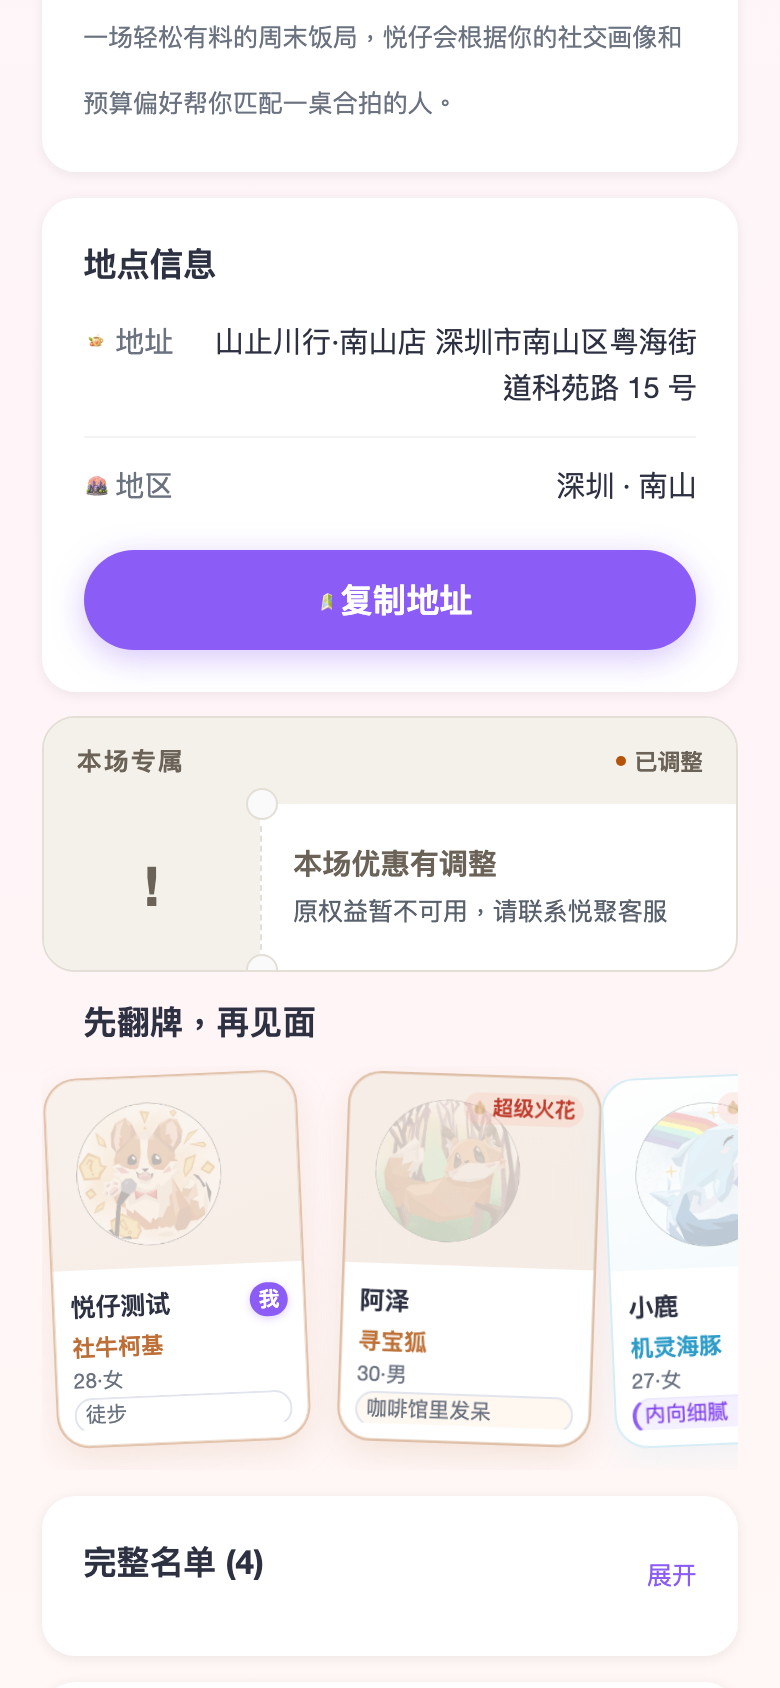 一场轻松有料的周末饭局，悦仔会根据你的社交画像和
预算偏好帮你匹配一桌合拍的人。
地点信息
地址 山止川行·南山店 深圳市南山区粤海街
道科苑路 15 号
地区 深圳 · 南山
复制地址
本场专属 已调整
!
本场优惠有调整
原权益暂不可用，请联系悦聚客服
先翻牌，再见面
悦仔测试 我
社牛柯基
28·女
徒步
超级火花
阿泽
寻宝狐
30·男
咖啡馆里发呆
小鹿
机灵海豚
27·女
内向细腻
完整名单 (4)
展开